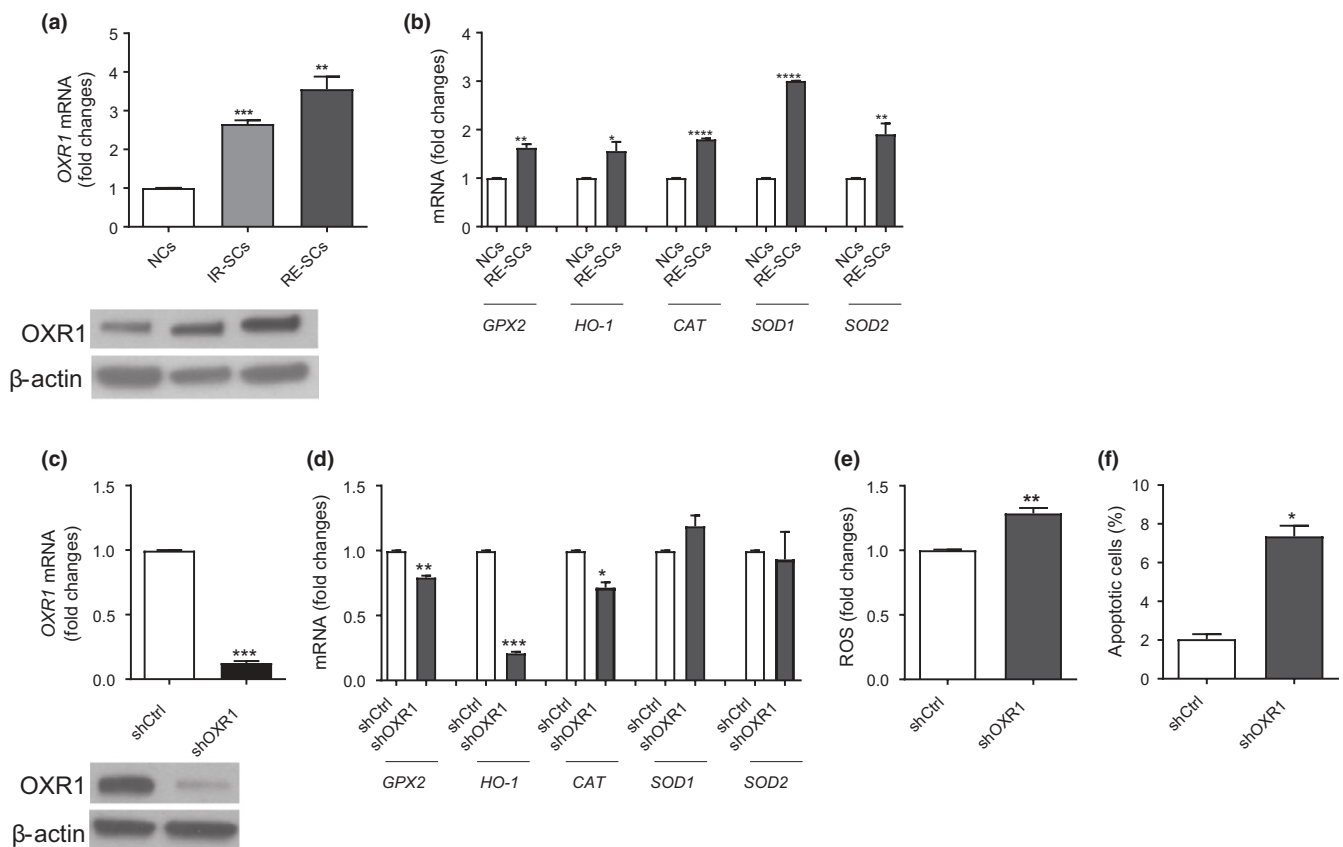 (a)
OXR1 mRNA
(fold changes)
5
4
3
2
1
0
***
**
NCs
IR-SCs
RE-SCs
OXR1
β-actin
(b)
mRNA (fold changes)
4
3
2
1
0
**
*
****
****
**
NCs
RE-SCs
NCs
RE-SCs
NCs
RE-SCs
NCs
RE-SCs
NCs
RE-SCs
GPX2
HO-1
CAT
SOD1
SOD2
(c)
OXR1 mRNA
(fold changes)
1.5
1.0
0.5
0.0
***
shCtrl
shOXR1
OXR1
β-actin
(d)
mRNA (fold changes)
1.5
1.0
0.5
0.0
**
***
*
shCtrl
shOXR1
shCtrl
shOXR1
shCtrl
shOXR1
shCtrl
shOXR1
shCtrl
shOXR1
GPX2
HO-1
CAT
SOD1
SOD2
(e)
ROS (fold changes)
1.5
1.0
0.5
0.0
**
shCtrl
shOXR1
(f)
Apoptotic cells (%)
10
8
6
4
2
0
*
shCtrl
shOXR1